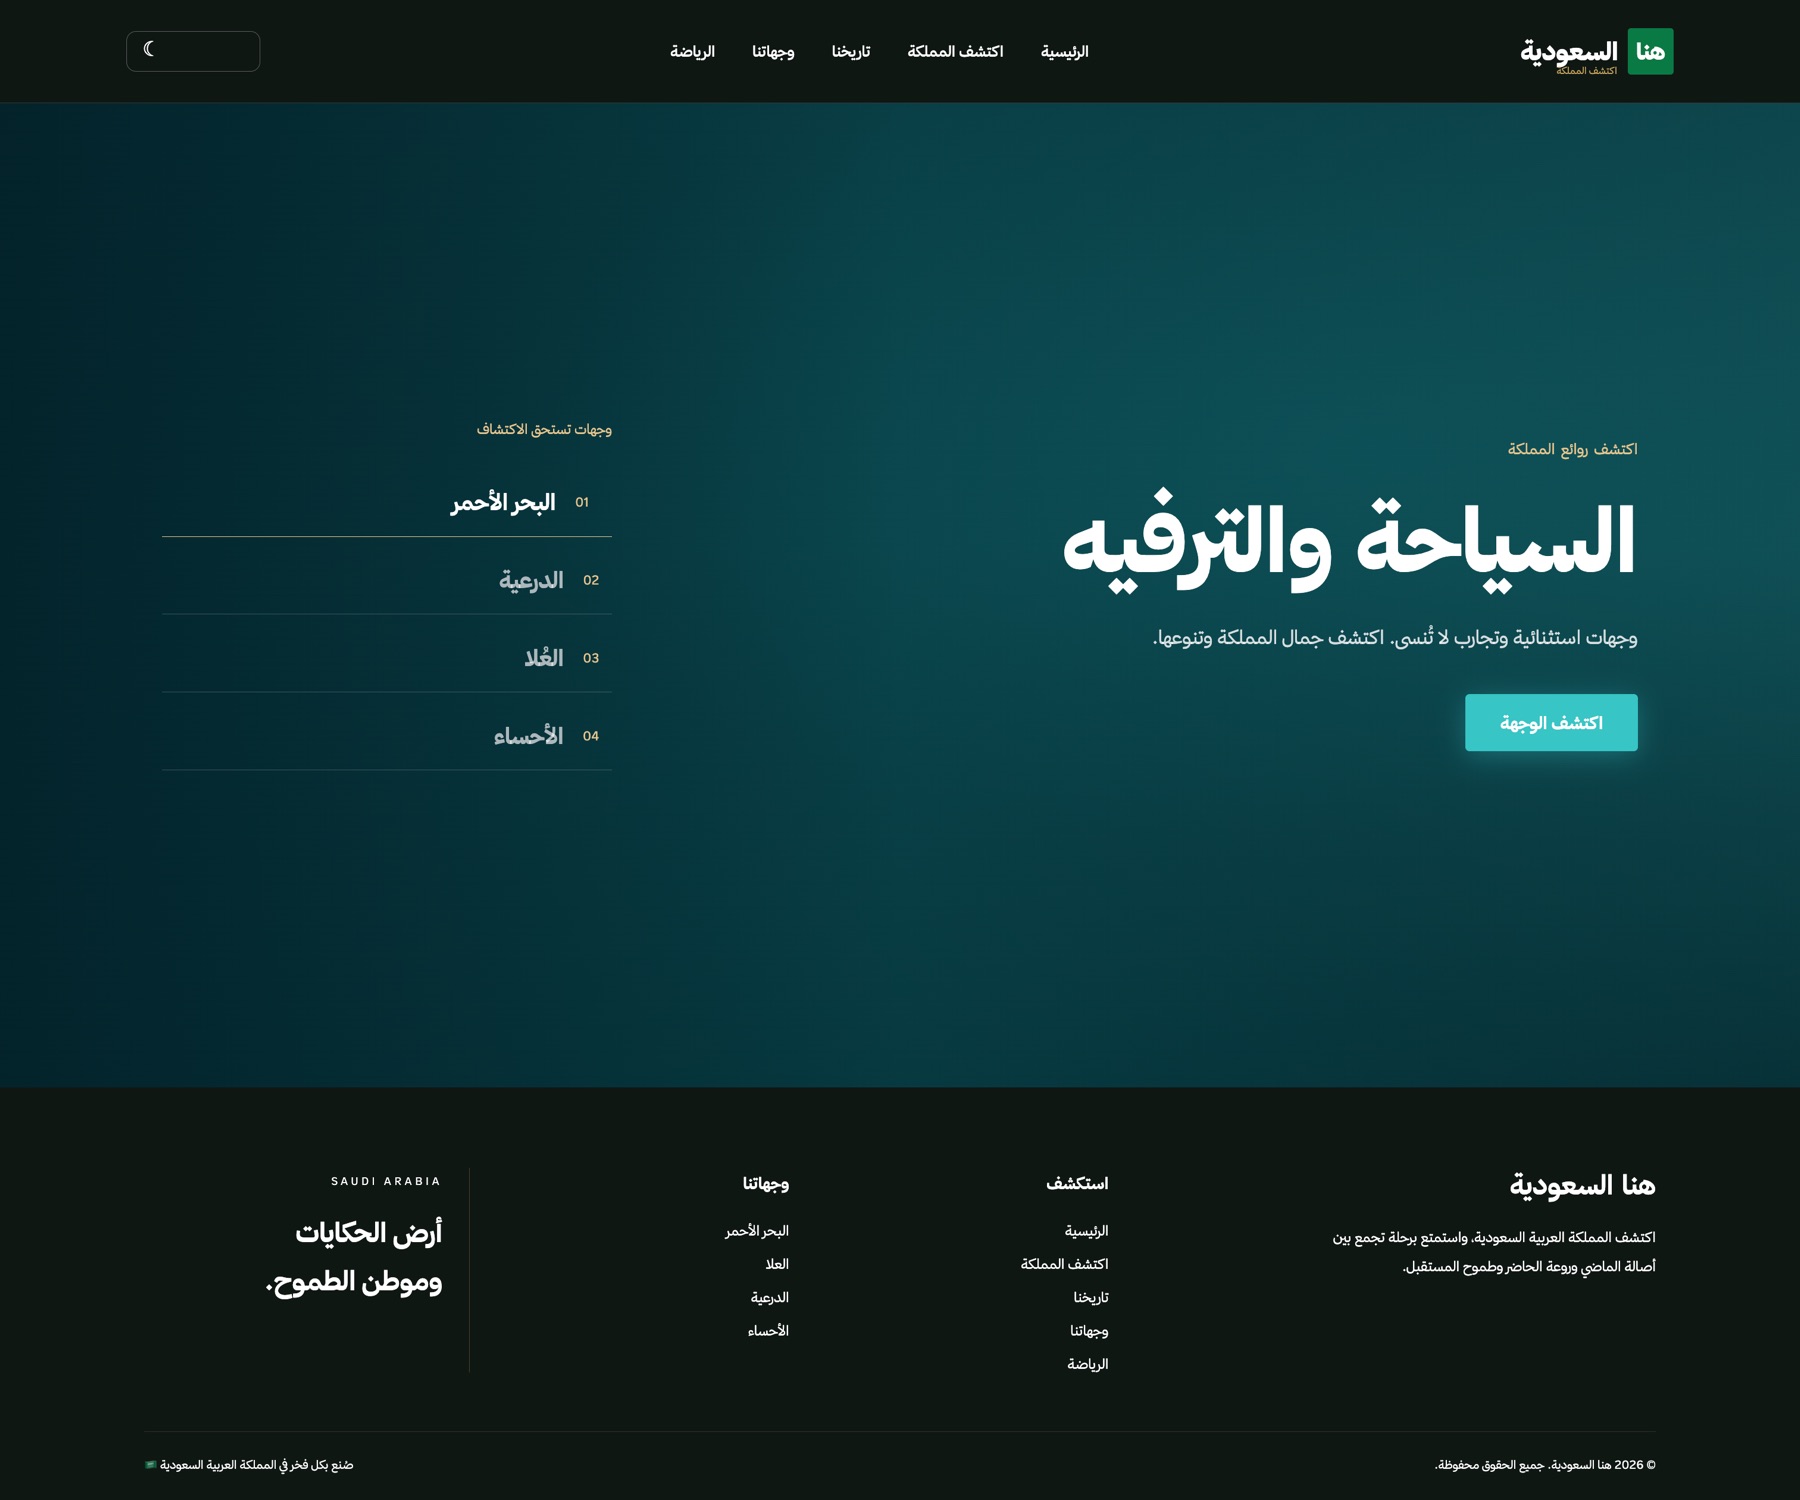 هنا
السعودية
اكتشف المملكة
الرئيسية
اكتشف المملكة
تاريخنا
وجهاتنا
الرياضة
اكتشف روائع المملكة
السياحة والترفيه
وجهات استثنائية وتجارب لا تُنسى. اكتشف جمال المملكة وتنوعها.
اكتشف الوجهة
وجهات تستحق الاكتشاف
01 البحر الأحمر
02 الدرعية
03 العُلا
04 الأحساء
هنا السعودية
اكتشف المملكة العربية السعودية، واستمتع برحلة تجمع بين
أصالة الماضي وروعة الحاضر وطموح المستقبل.
استكشف
الرئيسية
اكتشف المملكة
تاريخنا
وجهاتنا
الرياضة
وجهاتنا
البحر الأحمر
العلا
الدرعية
الأحساء
SAUDI ARABIA
أرض الحكايات
وموطن الطموح.
© 2026 هنا السعودية. جميع الحقوق محفوظة.
صُنع بكل فخر في المملكة العربية السعودية 🇸🇦